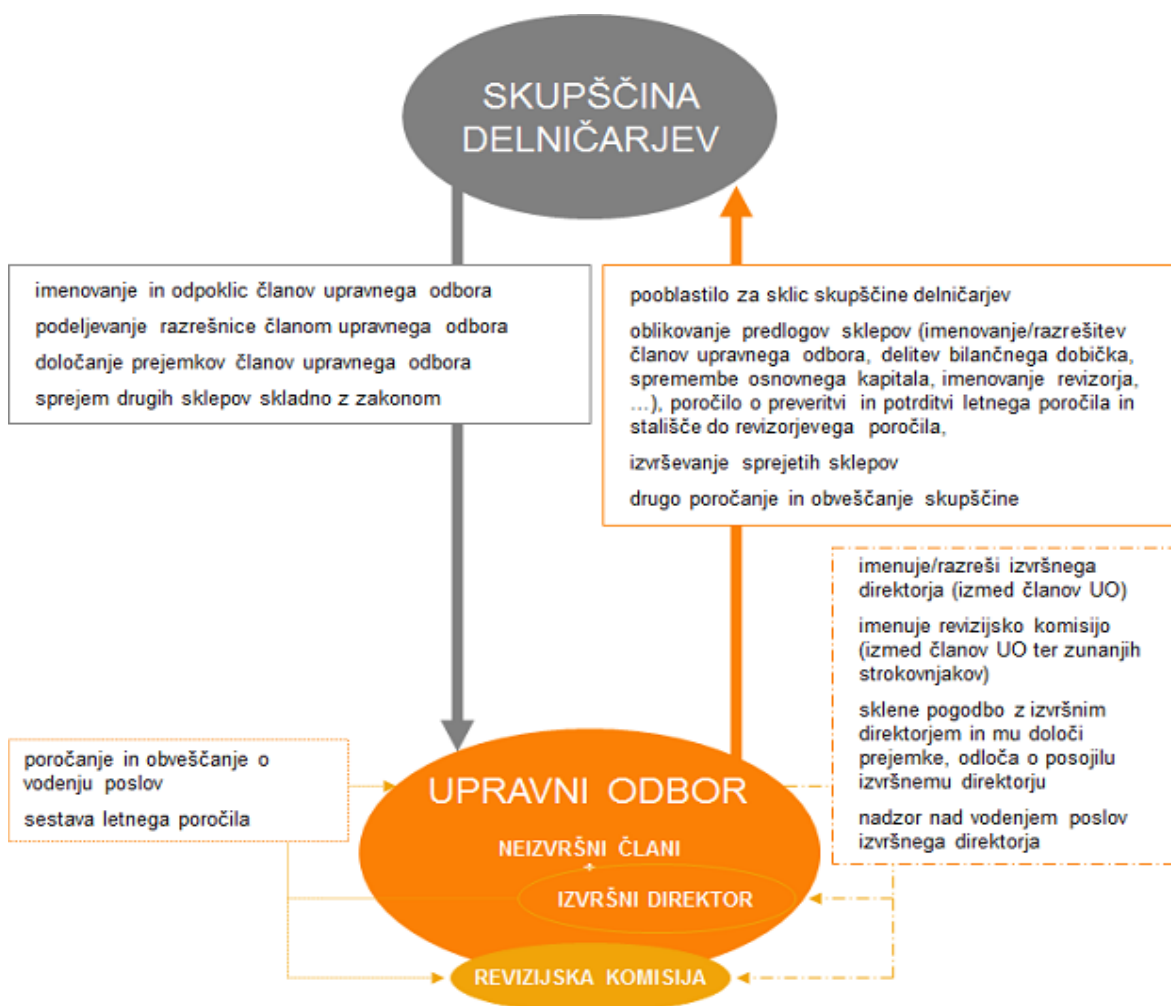 SKUPŠČINA
DELNIČARJEV
imenovanje in odpoklic članov upravnega odbora
podeljevanje razrešnice članom upravnega odbora
določanje prejemkov članov upravnega odbora
sprejem drugih sklepov skladno z zakonom
pooblastilo za sklic skupščine delničarjev
oblikovanje predlogov sklepov (imenovanje/razrešitev
članov upravnega odbora, delitev bilančnega dobička,
spremembe osnovnega kapitala, imenovanje revizorja,
...), poročilo o preveritvi in potrditvi letnega poročila in
stališče do revizorjevega poročila,
izvrševanje sprejetih sklepov
drugo poročanje in obveščanje skupščine
imenuje/razreši izvršnega
direktorja (izmed članov UO)
imenuje revizijsko komisijo
(izmed članov UO ter zunanjih
strokovnjakov)
sklene pogodbo z izvršnim
direktorjem in mu določi
prejemke, odloča o posojilu
izvršnemu direktorju
nadzor nad vodenjem poslov
izvršnega direktorja
poročanje in obveščanje o
vodenju poslov
sestava letnega poročila
UPRAVNI ODBOR
NEIZVRŠNI ČLANI
+
IZVRŠNI DIREKTOR
REVIZIJSKA KOMISIJA